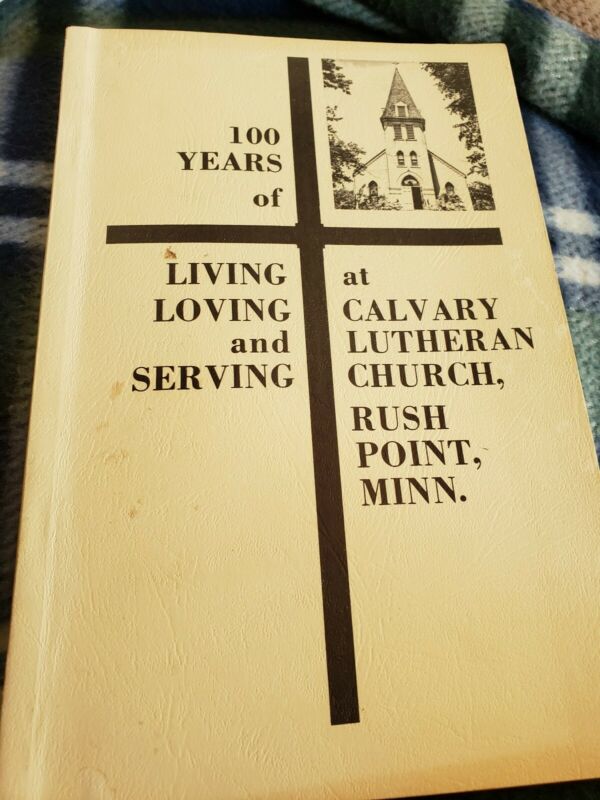 100
YEARS
of
LIVING
LOVING
and
SERVING
at
CALVARY
LUTHERAN
CHURCH,
RUSH
POINT,
MINN.